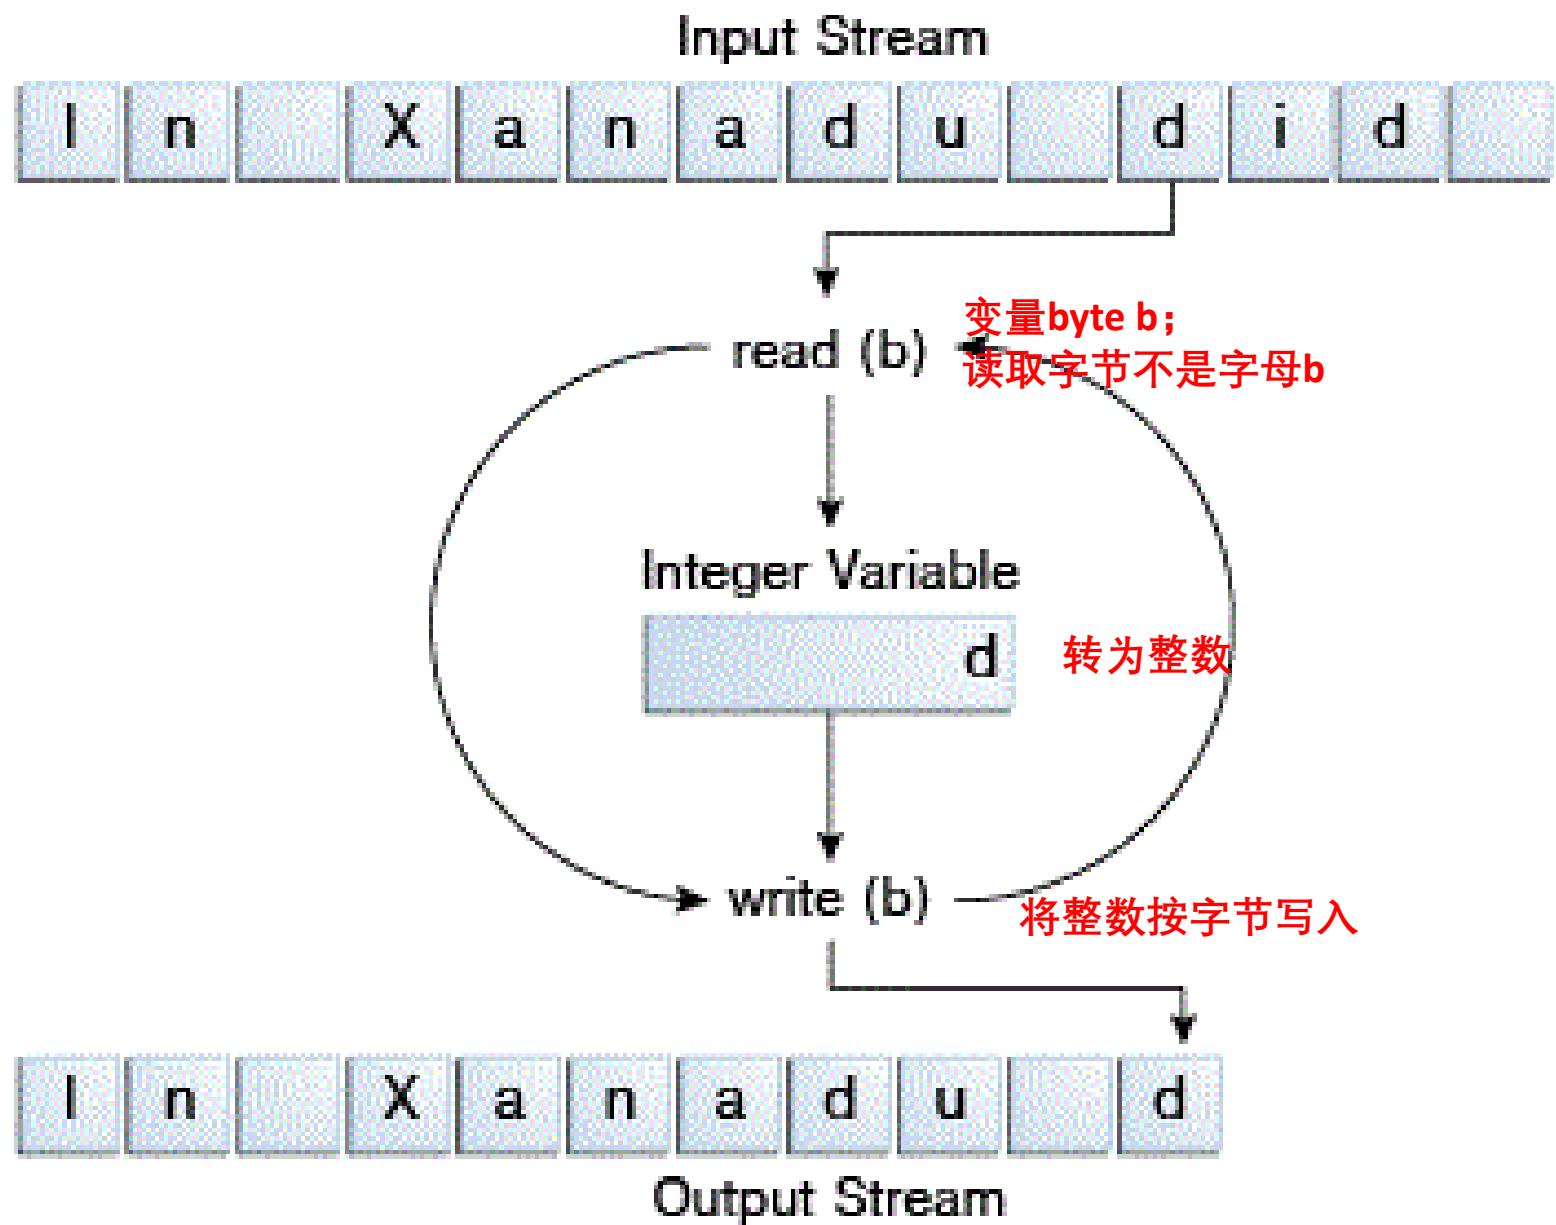 Input Stream
I n X a n a d u d i d
变量byte b；
read (b)
读取字节不是字母b
Integer Variable
d
转为整数
write (b)
将整数按字节写入
I n X a n a d u d
Output Stream